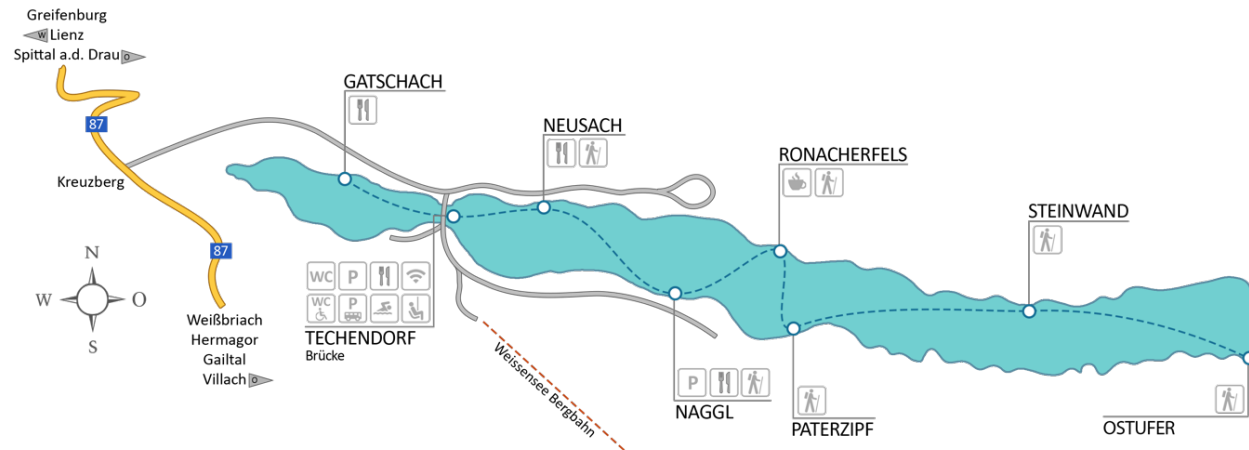 Greifenburg
W Lienz
Spittal a.d. Drau O
87
Kreuzberg
87
N
W O
S
Weißbriach
Hermagor
Gailtal
Villach O
GATSCHACH
NEUSACH
RONACHERFELS
STEINWAND
WC P
WC P
TECHENDORF
Brücke
Weissensee Bergbahn
P
NAGGL
PATERZIPF
OSTUFER